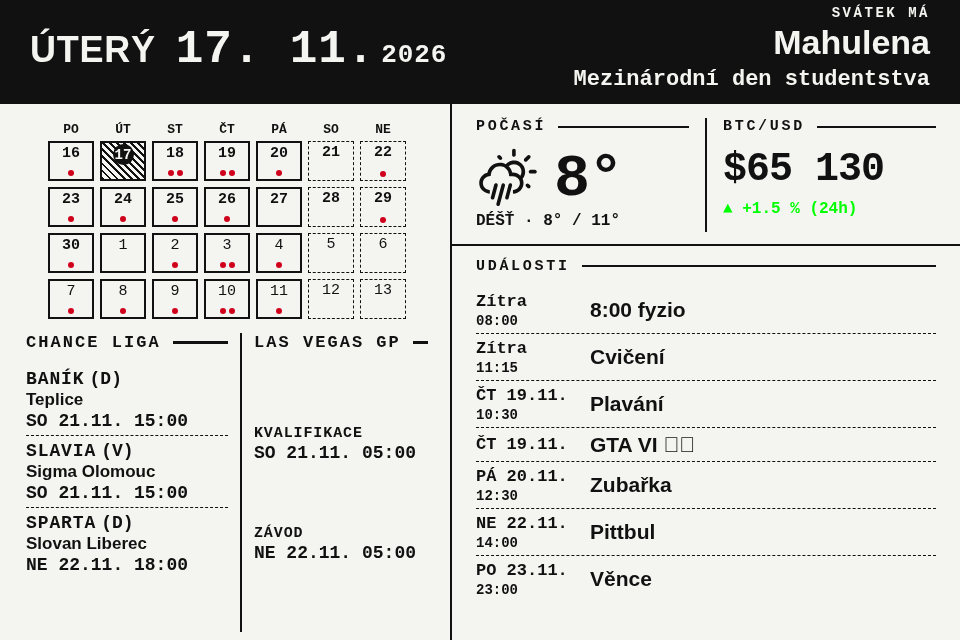 ÚTERÝ 17. 11. 2026
SVÁTEK MÁ
Mahulena
Mezinárodní den studentstva
PO ÚT ST ČT PÁ SO NE
16 17 18 19 20 21 22
23 24 25 26 27 28 29
30 1 2 3 4 5 6
7 8 9 10 11 12 13
CHANCE LIGA
BANÍK (D)
Teplice
SO 21.11. 15:00
SLAVIA (V)
Sigma Olomouc
SO 21.11. 15:00
SPARTA (D)
Slovan Liberec
NE 22.11. 18:00
LAS VEGAS GP
KVALIFIKACE
SO 21.11. 05:00
ZÁVOD
NE 22.11. 05:00
POČASÍ
8°
DÉŠŤ · 8° / 11°
BTC/USD
$65 130
▲ +1.5 % (24h)
UDÁLOSTI
Zítra
08:00
8:00 fyzio
Zítra
11:15
Cvičení
ČT 19.11.
10:30
Plavání
ČT 19.11.
GTA VI
PÁ 20.11.
12:30
Zubařka
NE 22.11.
14:00
Pittbul
PO 23.11.
23:00
Věnce